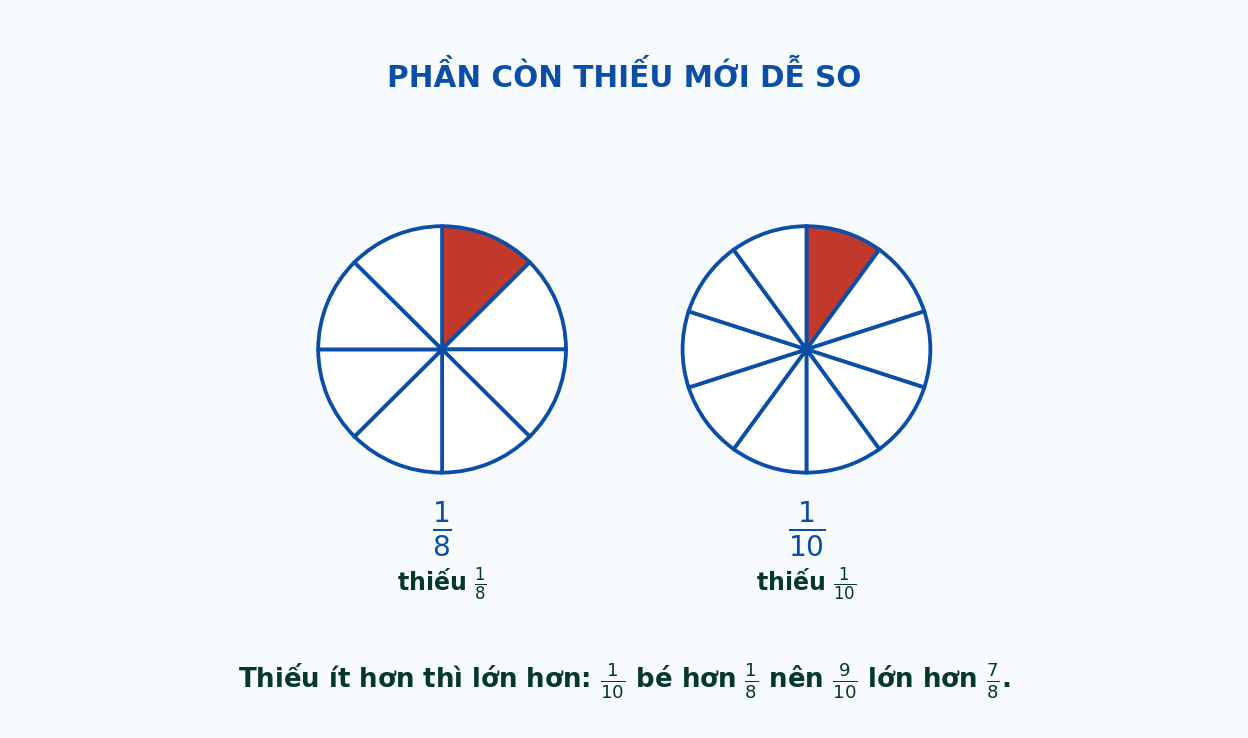 PHẦN CÒN THIẾU MỚI DỄ SO
1/8
1/10
thiếu 1/8
thiếu 1/10
Thiếu ít hơn thì lớn hơn: 1/10 bé hơn 1/8 nên 9/10 lớn hơn 7/8.